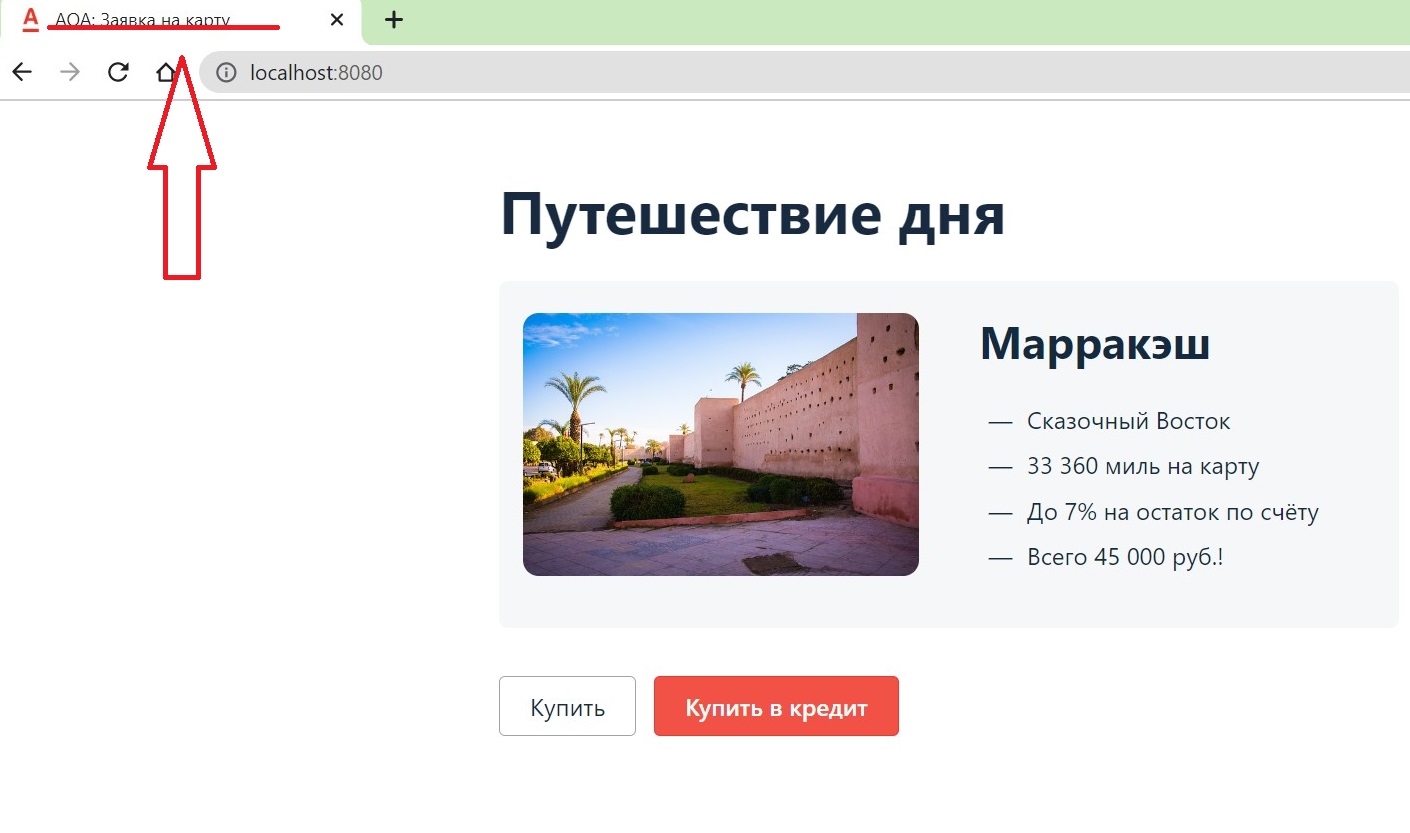 АОА: Заявка на карту
localhost:8080
Путешествие дня
Марракэш
— Сказочный Восток
— 33 360 миль на карту
— До 7% на остаток по счёту
— Всего 45 000 руб.!
Купить
Купить в кредит